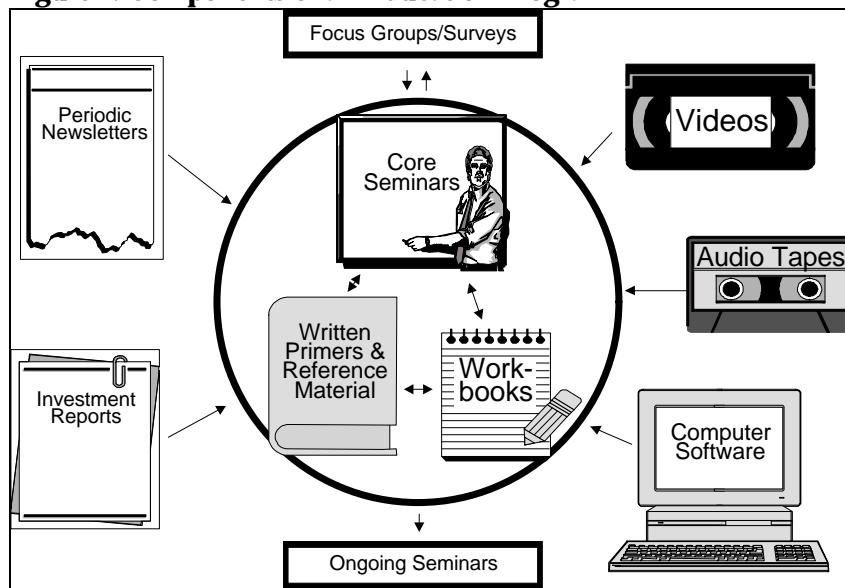 Focus Groups/Surveys
Periodic
Newsletters
Videos
Core
Seminars
Audio Tapes
Written
Primers &
Reference
Material
Work-
books
Investment
Reports
Computer
Software
Ongoing Seminars